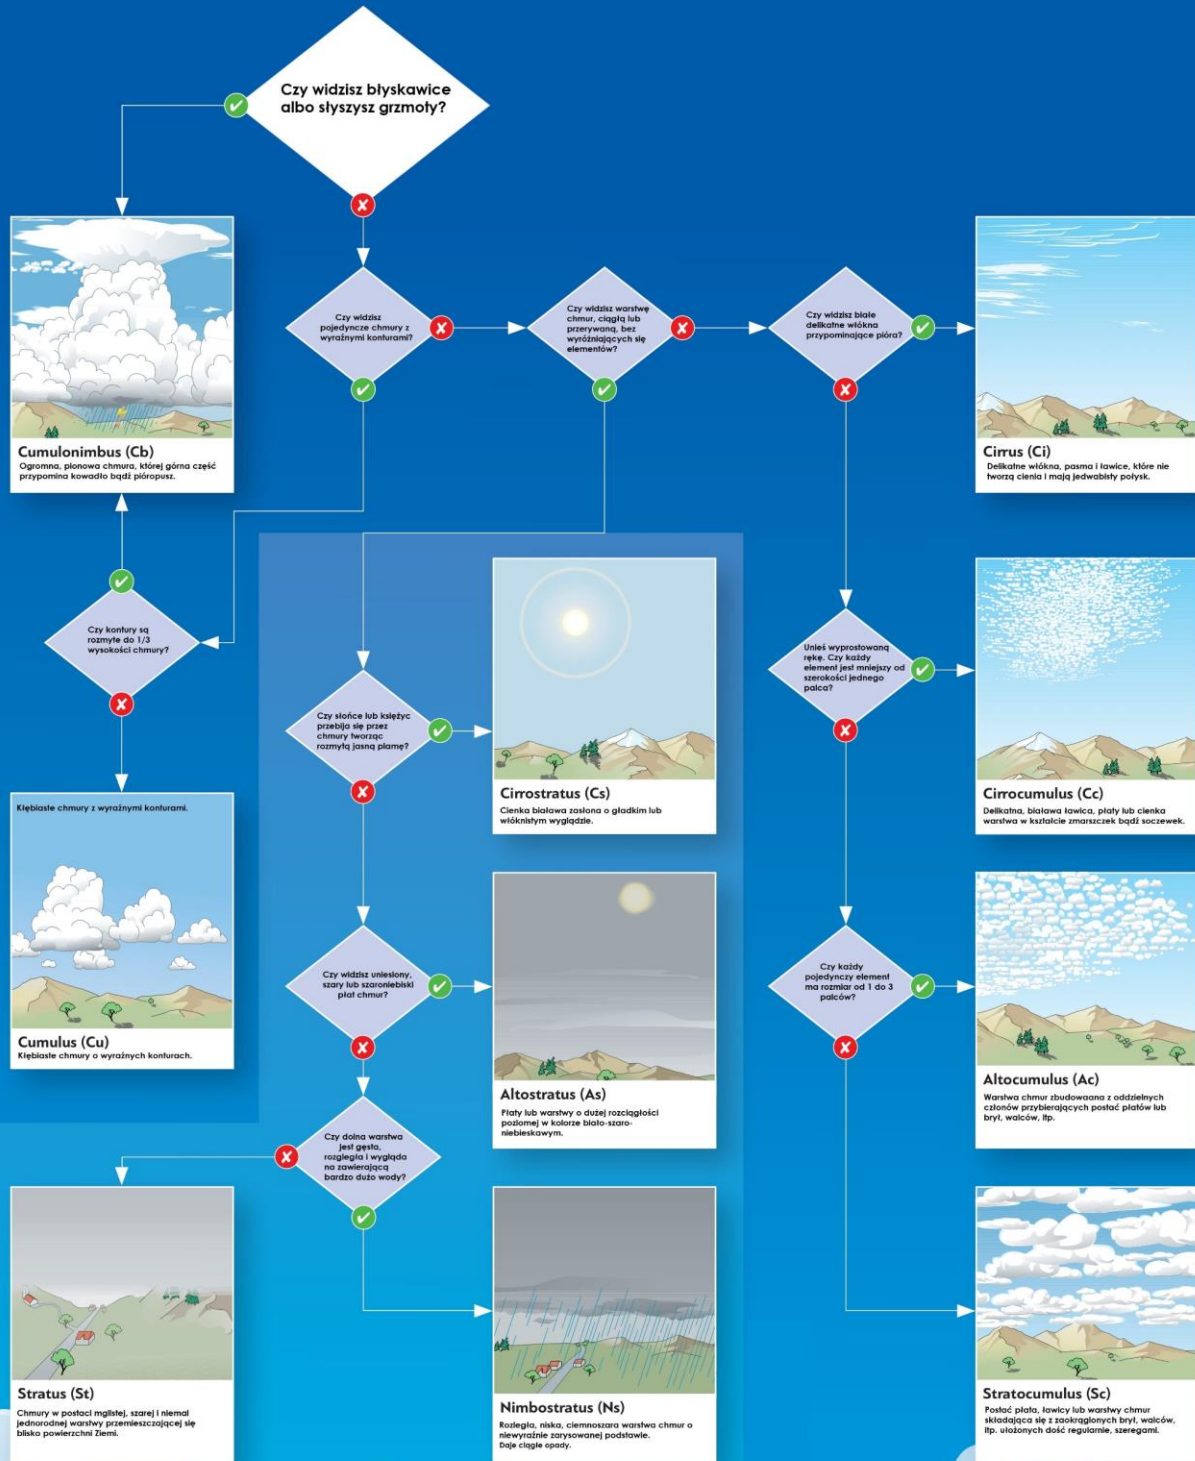 Czy widzisz błyskawice
albo słyszysz grzmoty?
Czy widzisz
pojedyncze chmury z
wyraźnymi konturami?
Czy widzisz warstwę
chmur, ciągłą lub
przerywaną, bez
wyróżniających się
elementów?
Czy widzisz białe
delikatne włókna
przypominające pióra?
Cumulonimbus (Cb)
Ogromna, pionowa chmura, której górna część
przypomina kowadło bądź pióropusz.
Cirrus (Ci)
Delikatne włókna, pasma i ławice, które nie
tworzą cienia i mają jedwabisty połysk.
Czy kontury są
rozmyte do 1/3
wysokości chmury?
Unieś wyprostowaną
rękę. Czy każdy
element jest mniejszy od
szerokości jednego
palca?
Czy słońce lub księżyc
przebija się przez
chmury tworząc
rozmytą jasną plamę?
Cirrostratus (Cs)
Cienka biaława zasłona o gładkim lub
włóknistym wyglądzie.
Cirrocumulus (Cc)
Delikatna, biaława ławica, płaty lub cienka
warstwa w kształcie zmarszczek bądź soczewek.
Kłębiaste chmury z wyraźnymi konturami.
Cumulus (Cu)
Kłębiaste chmury o wyraźnych konturach.
Czy widzisz uniesiony,
szary lub szaroniebiski
płat chmur?
Czy każdy
pojedynczy element
ma rozmiar od 1 do 3
palców?
Altostratus (As)
Płaty lub warstwy o dużej rozciągłości
poziomej w kolorze biało-szaro-
niebieskawym.
Altocumulus (Ac)
Warstwa chmur zbudowaana z oddzielnych
członów przybierających postać płatów lub
brył, walców, itp.
Czy dolna warstwa
jest gęsta,
rozległa i wygląda
na zawierającą
bardzo dużo wody?
Stratus (St)
Chmury w postaci mglistej, szarej i niemal
jednorodnej warstwy przemieszczającej się
blisko powierzchni Ziemi.
Nimbostratus (Ns)
Rozległa, niska, ciemnoszara warstwa chmur o
niewyraźnie zarysowanej podstawie.
Daje ciągłe opady.
Stratocumulus (Sc)
Postać płata, ławicy lub warstwy chmur
składająca się z zaokrąglonych brył, walców,
itp. ułożonych dość regularnie, szeregami.